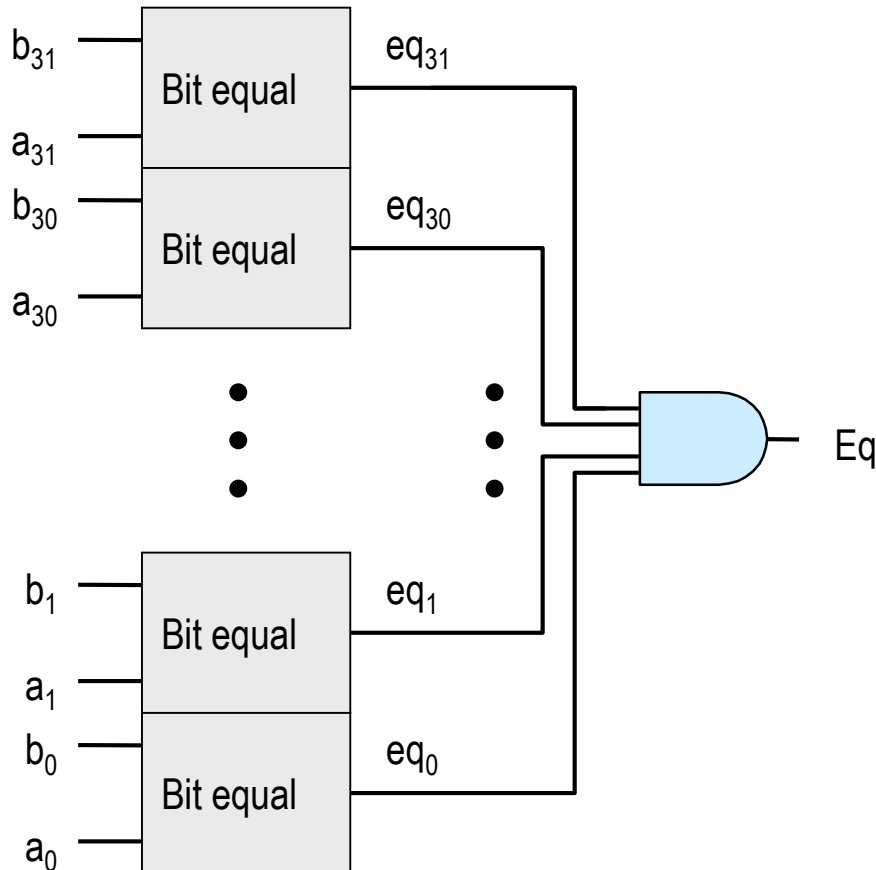 b₃₁
eq₃₁
Bit equal
a₃₁
b₃₀
eq₃₀
Bit equal
a₃₀
Eq
b₁
eq₁
Bit equal
a₁
b₀
eq₀
Bit equal
a₀